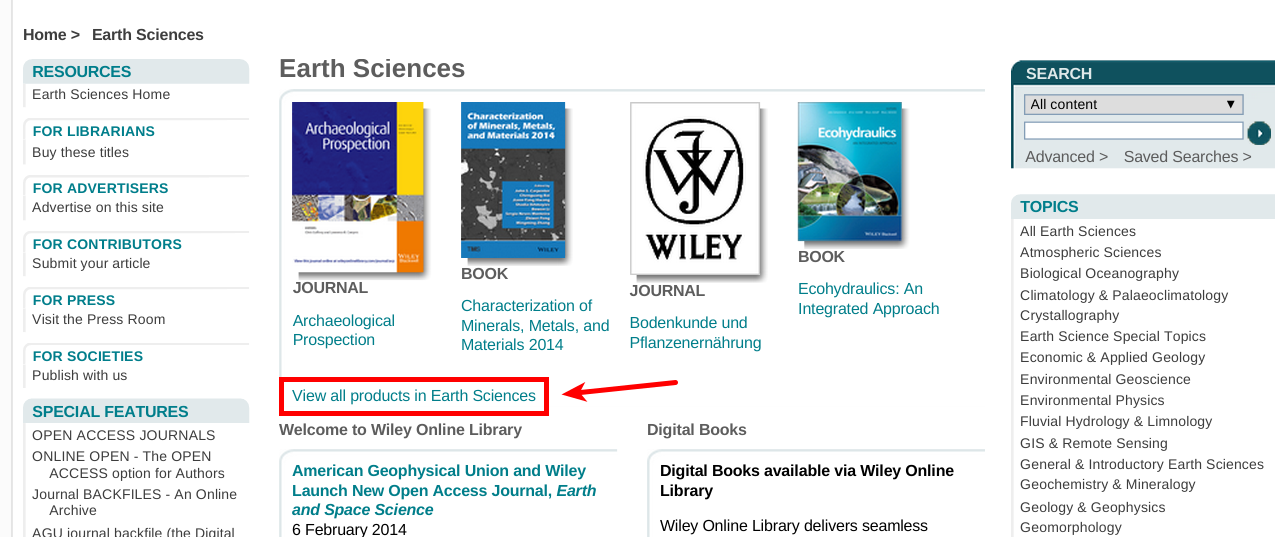 Home > Earth Sciences
RESOURCES
Earth Sciences Home
FOR LIBRARIANS
Buy these titles
FOR ADVERTISERS
Advertise on this site
FOR CONTRIBUTORS
Submit your article
FOR PRESS
Visit the Press Room
FOR SOCIETIES
Publish with us
SPECIAL FEATURES
OPEN ACCESS JOURNALS
ONLINE OPEN - The OPEN
ACCESS option for Authors
Journal BACKFILES - An Online
Archive
AGU journal backfile (the Digital
Earth Sciences
Archaeological
Prospection
JOURNAL
Archaeological
Prospection
Characterization
of Minerals, Metals,
and Materials 2014
TMS
WILEY
BOOK
Characterization of
Minerals, Metals, and
Materials 2014
WILEY
JOURNAL
Bodenkunde und
Pflanzenernährung
Ecohydraulics
BOOK
Ecohydraulics: An
Integrated Approach
View all products in Earth Sciences
Welcome to Wiley Online Library
American Geophysical Union and Wiley
Launch New Open Access Journal, Earth
and Space Science
6 February 2014
Digital Books
Digital Books available via Wiley Online
Library
Wiley Online Library delivers seamless
SEARCH
All content
Advanced > Saved Searches >
TOPICS
All Earth Sciences
Atmospheric Sciences
Biological Oceanography
Climatology & Palaeoclimatology
Crystallography
Earth Science Special Topics
Economic & Applied Geology
Environmental Geoscience
Environmental Physics
Fluvial Hydrology & Limnology
GIS & Remote Sensing
General & Introductory Earth Sciences
Geochemistry & Mineralogy
Geology & Geophysics
Geomorphology